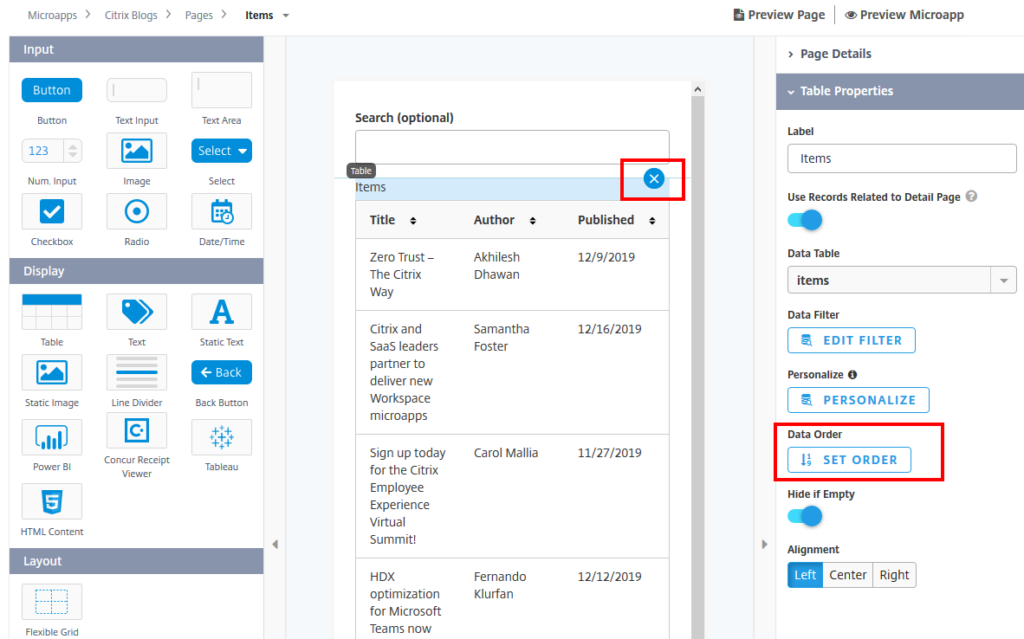 Microapps > Citrix Blogs > Pages > Items
Preview Page
Preview Microapp
Input
Button
Button
Text Input
Text Area
123
Num. Input
Image
Select
Select
Checkbox
Radio
Date/Time
Display
Table
Text
A
Static Text
Static Image
Line Divider
Back
Back Button
Power BI
C
Concur Receipt
Viewer
Tableau
5
HTML Content
Layout
Flexible Grid
Search (optional)
Table
Items
Title
Author
Published
Zero Trust –
The Citrix
Way
Akhilesh
Dhawan
12/9/2019
Citrix and
SaaS leaders
partner to
deliver new
Workspace
microapps
Samantha
Foster
12/16/2019
Sign up today
for the Citrix
Employee
Experience
Virtual
Summit!
Carol Mallia
11/27/2019
HDX
optimization
for Microsoft
Teams now
Fernando
Klurfan
12/12/2019
Page Details
Table Properties
Label
Items
Use Records Related to Detail Page ?
Data Table
items
Data Filter
EDIT FILTER
Personalize
PERSONALIZE
Data Order
SET ORDER
Hide if Empty
Alignment
Left Center Right